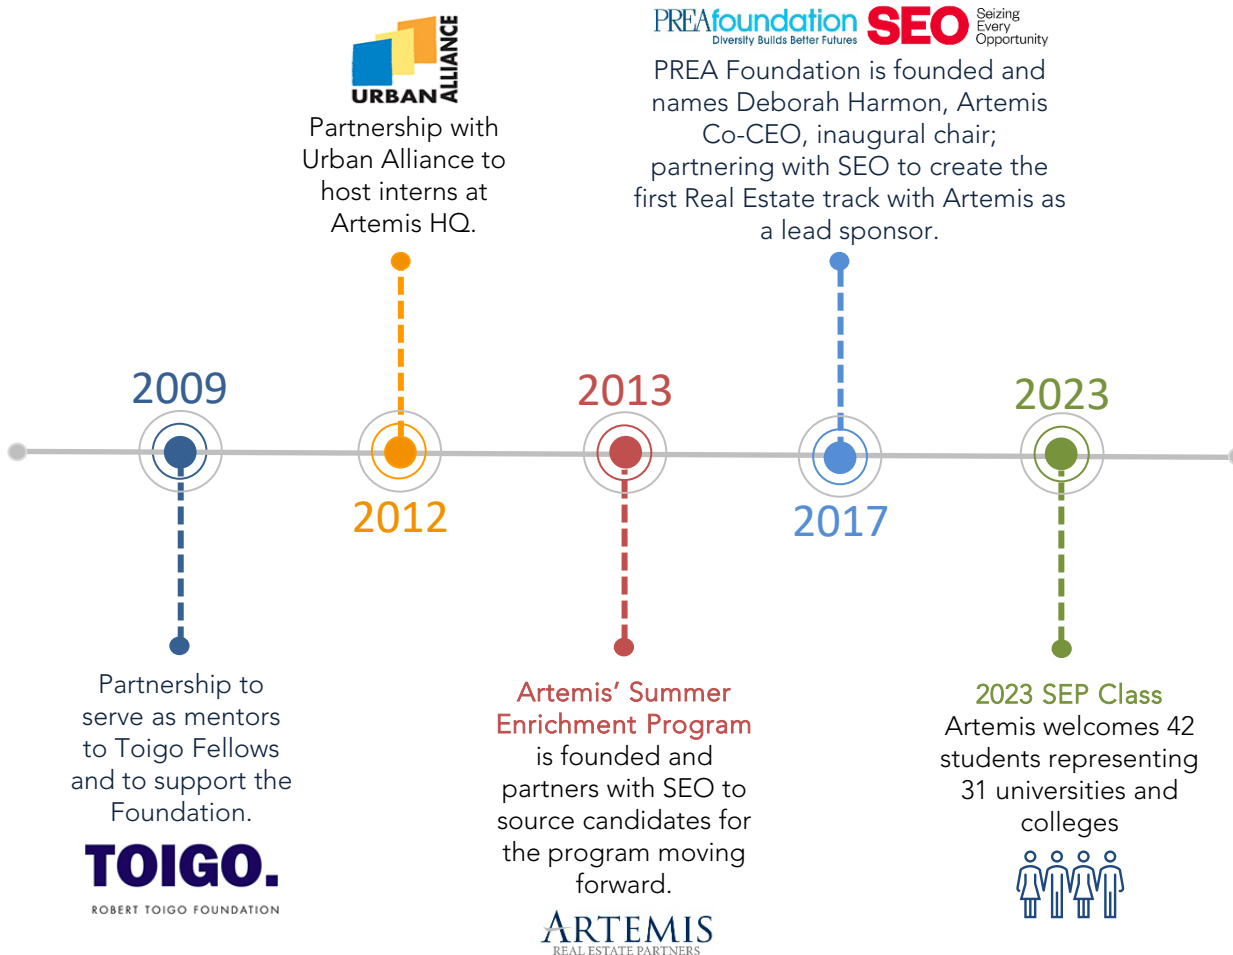 URBAN
ALLIANCE
Partnership with
Urban Alliance to
host interns at
Artemis HQ.
PREA foundation
Diversity Builds Better Futures
SEO
Seizing
Every
Opportunity
PREA Foundation is founded and
names Deborah Harmon, Artemis
Co-CEO, inaugural chair;
partnering with SEO to create the
first Real Estate track with Artemis as
a lead sponsor.
2009
2012
2013
2017
2023
Partnership to
serve as mentors
to Toigo Fellows
and to support the
Foundation.
TOIGO.
ROBERT TOIGO FOUNDATION
Artemis’ Summer
Enrichment Program
is founded and
partners with SEO to
source candidates for
the program moving
forward.
ARTEMIS
REAL ESTATE PARTNERS
2023 SEP Class
Artemis welcomes 42
students representing
31 universities and
colleges